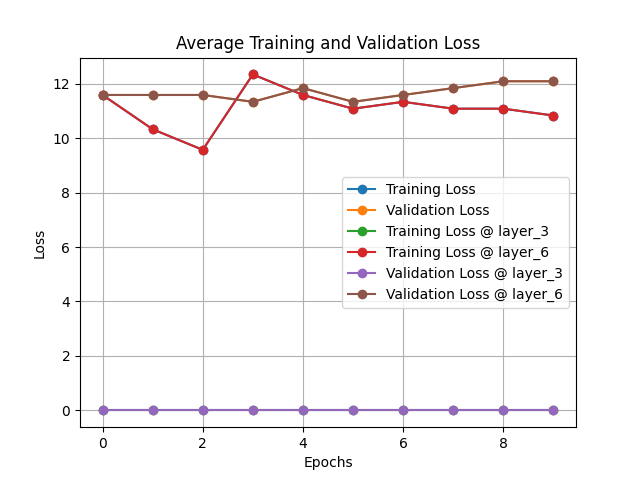 Average Training and Validation Loss
12
10
8
6
4
2
0
Loss
Training Loss
Validation Loss
Training Loss @ layer_3
Training Loss @ layer_6
Validation Loss @ layer_3
Validation Loss @ layer_6
0 2 4 6 8
Epochs